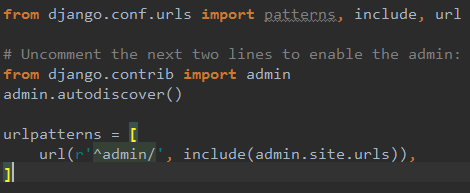 from django.conf.urls import patterns, include, url
# Uncomment the next two lines to enable the admin:
from django.contrib import admin
admin.autodiscover()
urlpatterns = [
url(r'^admin/', include(admin.site.urls)),
]